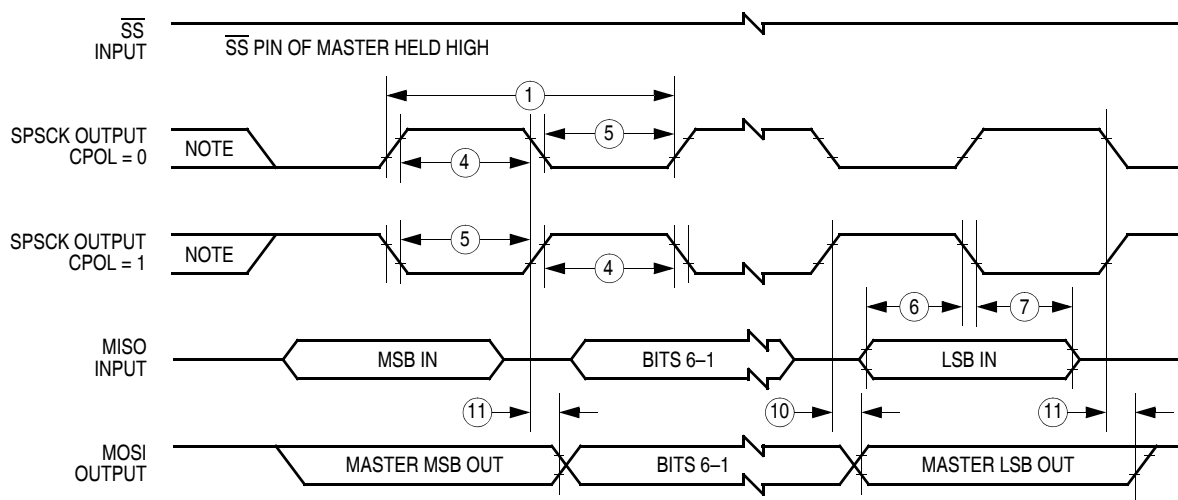 SS
INPUT
SS PIN OF MASTER HELD HIGH
1
SPSCK OUTPUT
CPOL = 0
NOTE
5
4
SPSCK OUTPUT
CPOL = 1
NOTE
5
4
6
7
MISO
INPUT
MSB IN
BITS 6–1
LSB IN
11
10
11
MOSI
OUTPUT
MASTER MSB OUT
BITS 6–1
MASTER LSB OUT